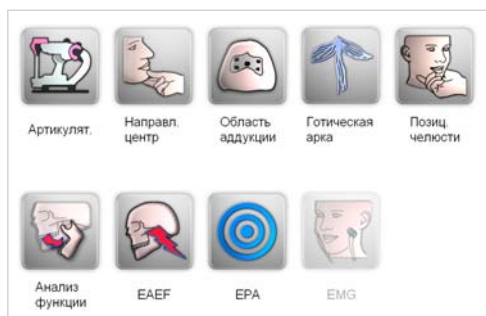 Артикулят.
Направл.
центр
Область
аддукции
Готическая
арка
Позиц.
челюсти
Анализ
функции
EAEF
EPA
EMG